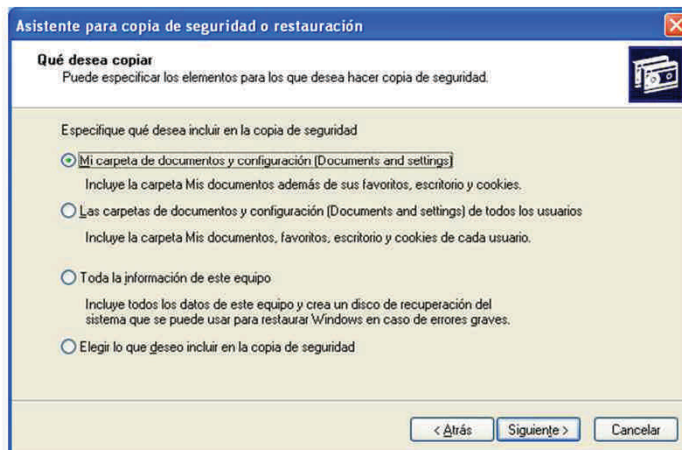 Asistente para copia de seguridad o restauración
Qué desea copiar
Puede especificar los elementos para los que desea hacer copia de seguridad.
Especifique qué desea incluir en la copia de seguridad
Mi carpeta de documentos y configuración (Documents and settings)
Incluye la carpeta Mis documentos además de sus favoritos, escritorio y cookies.
Las carpetas de documentos y configuración (Documents and settings) de todos los usuarios
Incluye la carpeta Mis documentos, favoritos, escritorio y cookies de cada usuario.
Toda la información de este equipo
Incluye todos los datos de este equipo y crea un disco de recuperación del
sistema que se puede usar para restaurar Windows en caso de errores graves.
Elegir lo que deseo incluir en la copia de seguridad
< Atrás Siguiente > Cancelar